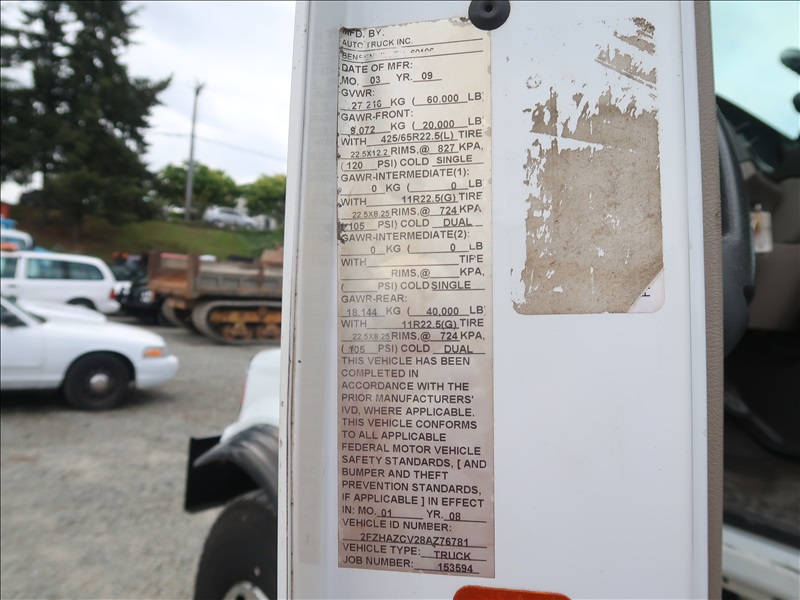 MFD. BY.
AUTO TRUCK INC.
DATE OF MFR:
MO. 03 YR. 09
GVWR:
27 216 KG ( 60,000 LB
GAWR-FRONT:
9,072 KG ( 20,000 LB
WITH 425/65R22.5(L) TIRE
22.5X12.2 RIMS,@ 827 KPA,
(120 PSI) COLD SINGLE
GAWR-INTERMEDIATE(1):
0 KG ( 0 LB
WITH 11R22.5(G) TIRE
22.5X8.25 RIMS,@ 724 KPA
(105 PSI) COLD DUAL
GAWR-INTERMEDIATE(2):
0 KG ( 0 LB
WITH TIRE
RIMS,@ KPA,
( PSI) COLD SINGLE
GAWR-REAR:
18,144 KG ( 40,000 LB
WITH 11R22.5(G) TIRE
22.5X8.25 RIMS,@ 724 KPA,
(105 PSI) COLD DUAL
THIS VEHICLE HAS BEEN
COMPLETED IN
ACCORDANCE WITH THE
PRIOR MANUFACTURERS'
IVD, WHERE APPLICABLE.
THIS VEHICLE CONFORMS
TO ALL APPLICABLE
FEDERAL MOTOR VEHICLE
SAFETY STANDARDS, [ AND
BUMPER AND THEFT
PREVENTION STANDARDS,
IF APPLICABLE ] IN EFFECT
IN: MO. 01 YR. 08
VEHICLE ID NUMBER:
2FZHAZCV28AZ76781
VEHICLE TYPE: TRUCK
JOB NUMBER: 153594